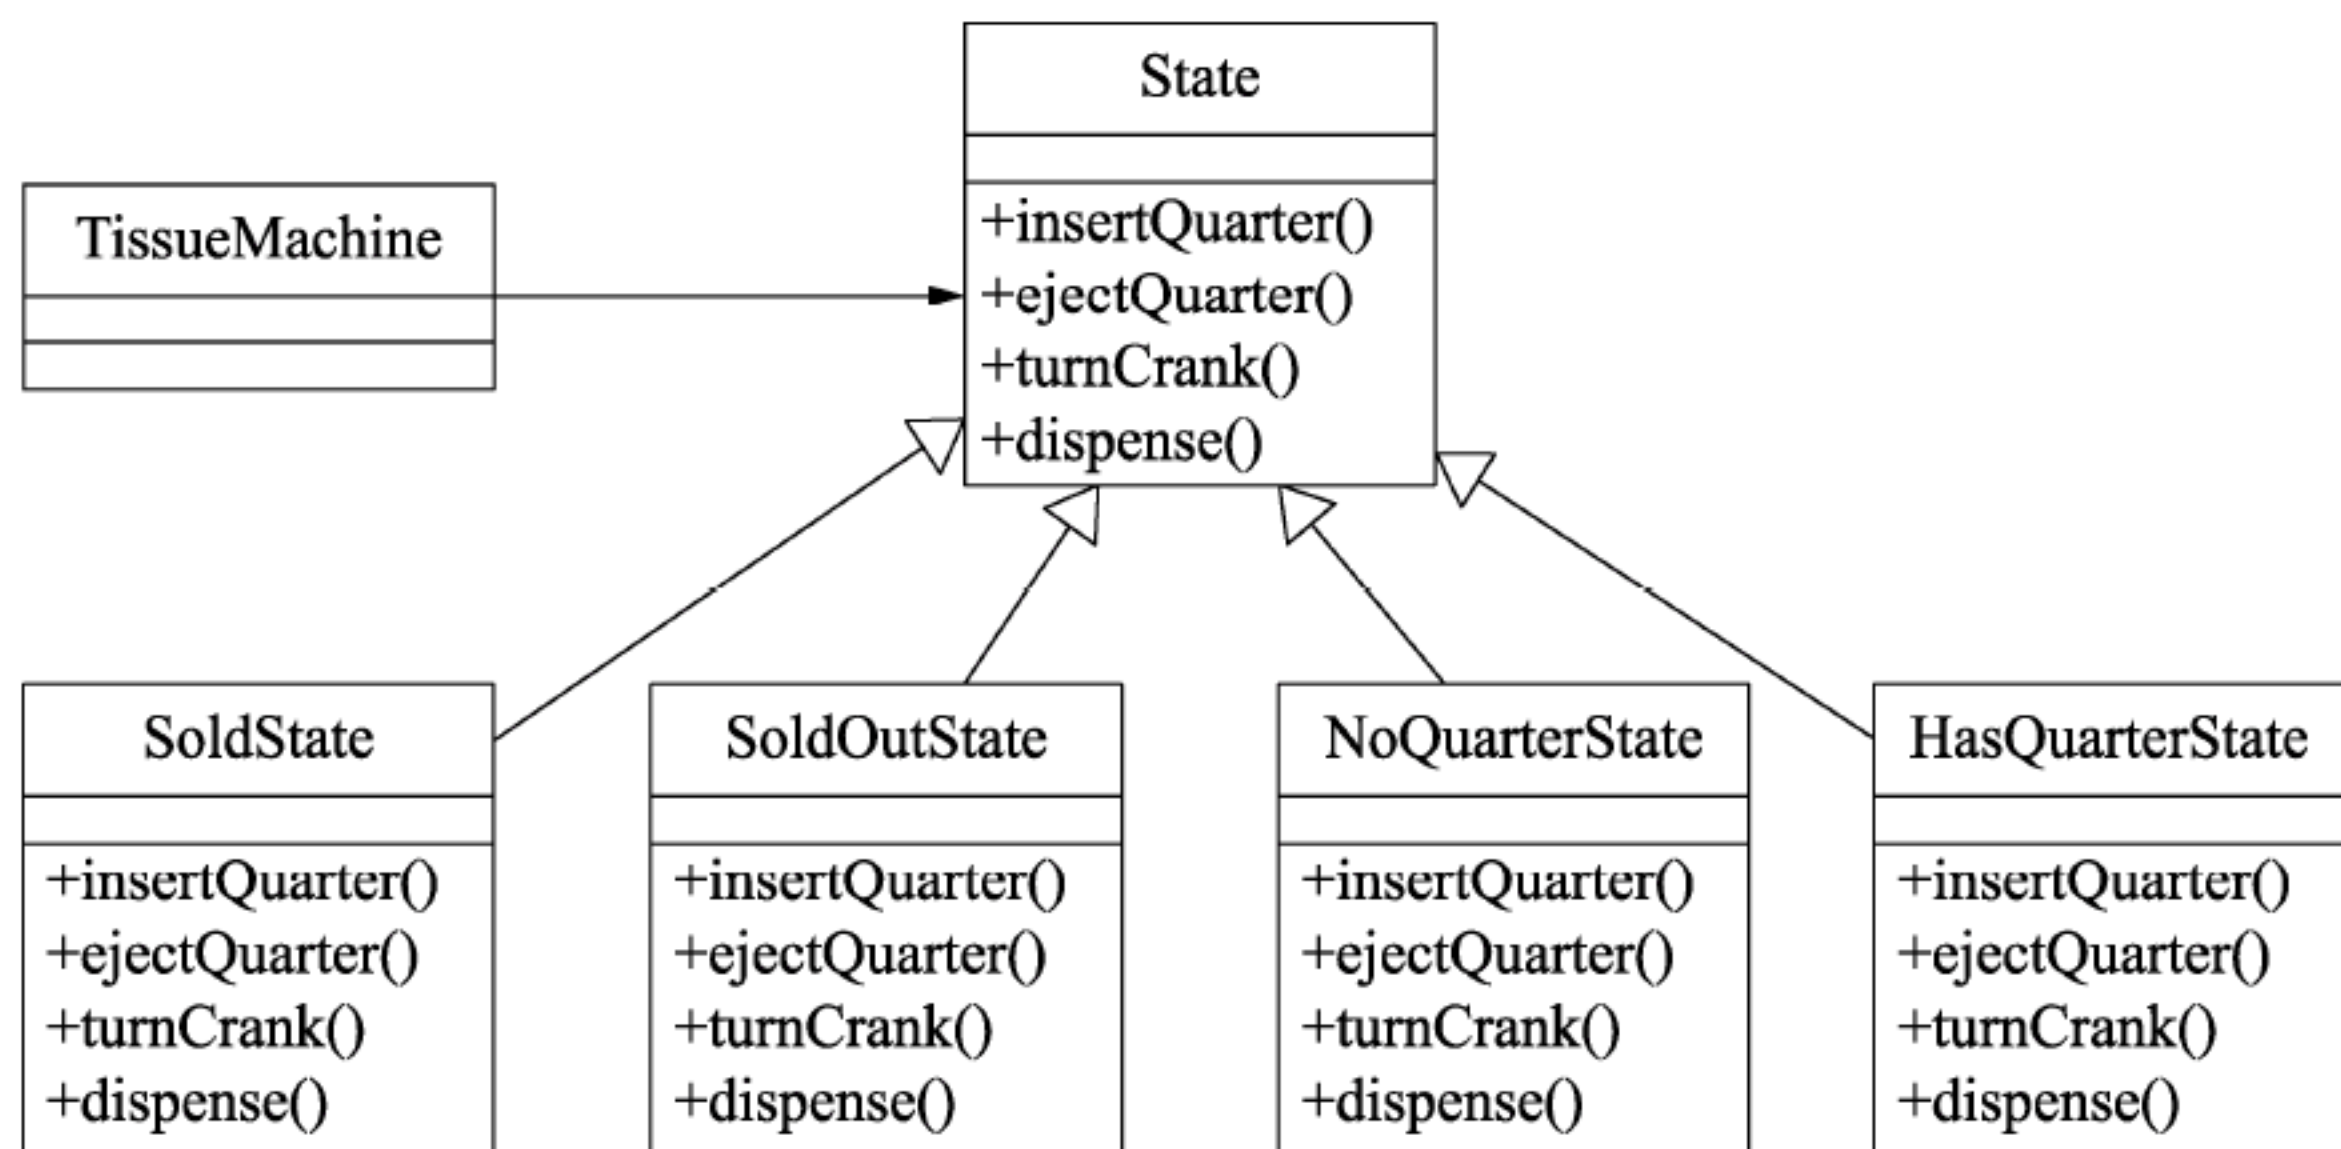 State
+insertQuarter()
+ejectQuarter()
+turnCrank()
+dispense()
TissueMachine
SoldState
+insertQuarter()
+ejectQuarter()
+turnCrank()
+dispense()
SoldOutState
+insertQuarter()
+ejectQuarter()
+turnCrank()
+dispense()
NoQuarterState
+insertQuarter()
+ejectQuarter()
+turnCrank()
+dispense()
HasQuarterState
+insertQuarter()
+ejectQuarter()
+turnCrank()
+dispense()